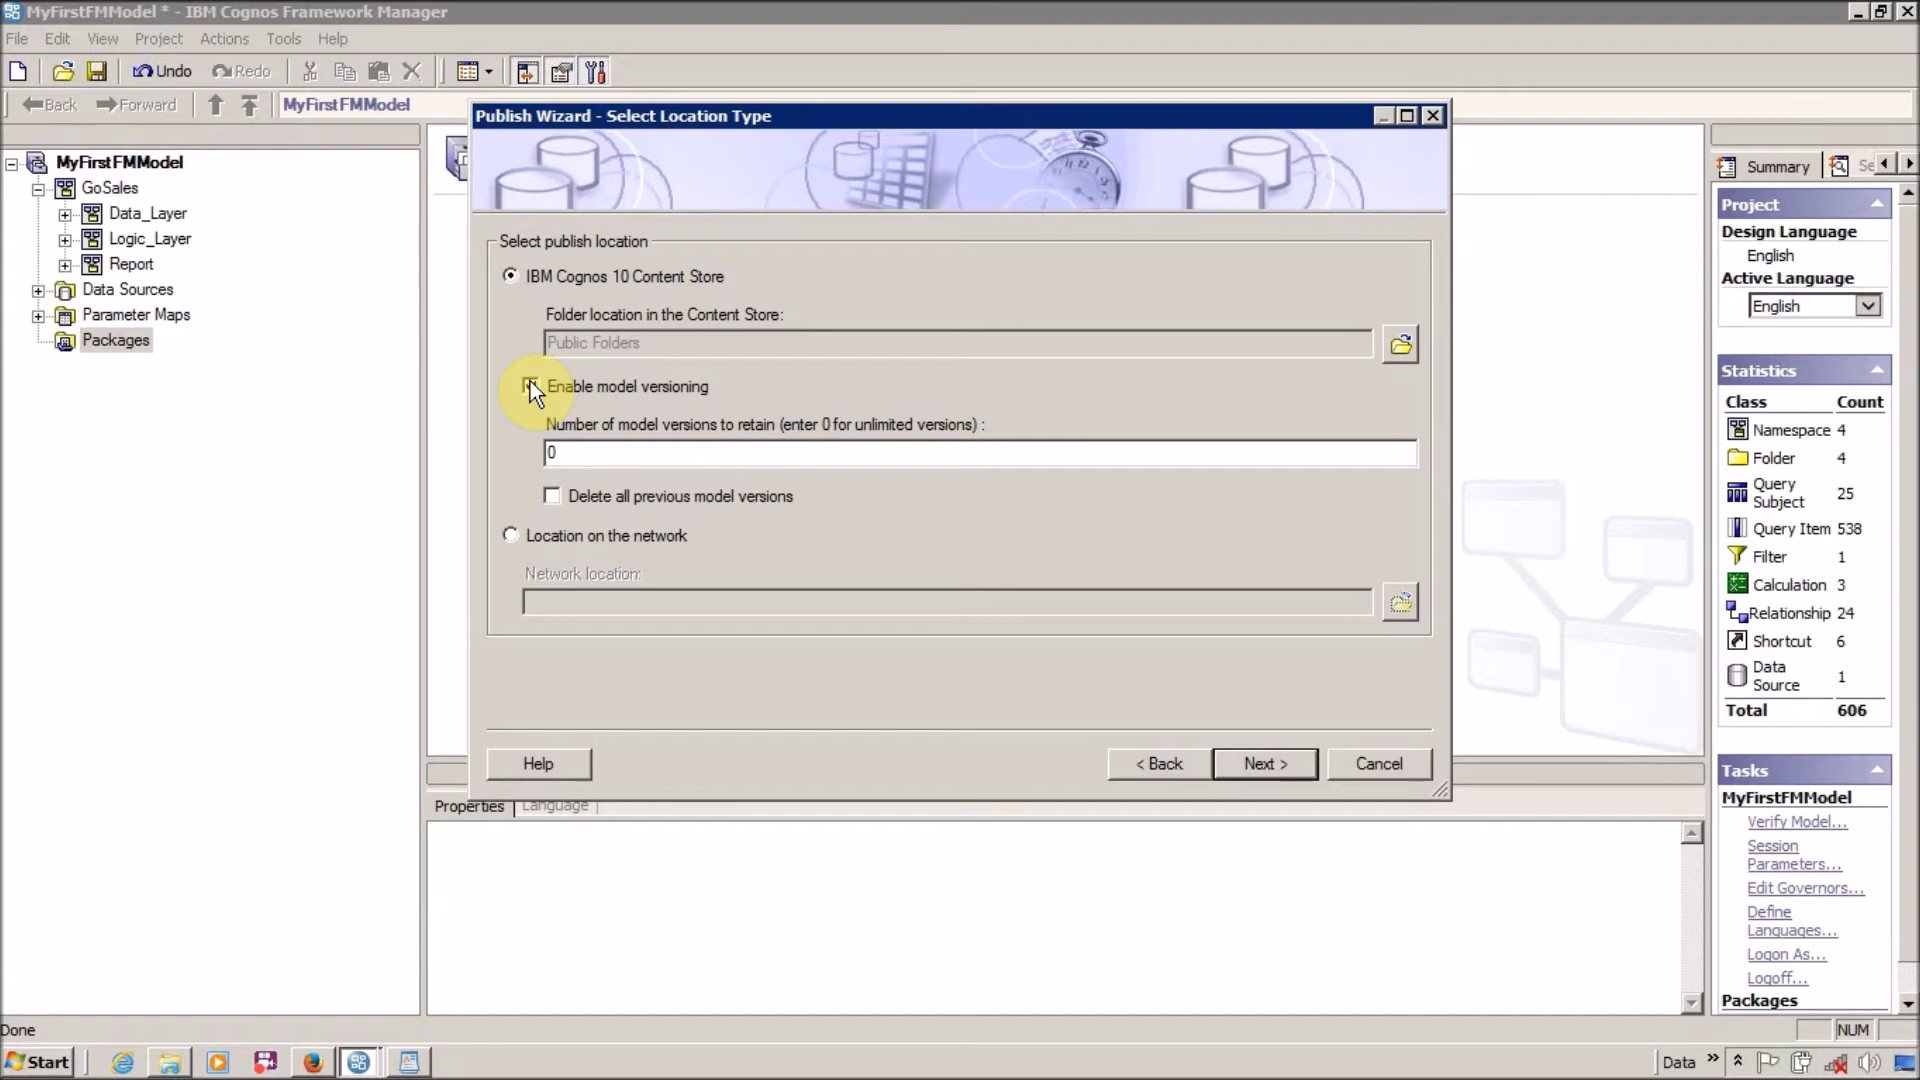 MyFirstFMModel * - IBM Cognos Framework Manager
File Edit View Project Actions Tools Help
Undo Redo
Back Forward MyFirstFMModel
MyFirstFMModel
GoSales
Data_Layer
Logic_Layer
Report
Data Sources
Parameter Maps
Packages
Publish Wizard - Select Location Type
Select publish location
IBM Cognos 10 Content Store
Folder location in the Content Store:
Public Folders
Enable model versioning
Number of model versions to retain (enter 0 for unlimited versions) :
0
Delete all previous model versions
Location on the network
Network location:
Help < Back Next > Cancel
Properties Language
Summary
Project
Design Language
English
Active Language
English
Statistics
Class Count
Namespace 4
Folder 4
Query Subject 25
Query Item 538
Filter 1
Calculation 3
Relationship 24
Shortcut 6
Data Source 1
Total 606
Tasks
MyFirstFMModel
Verify Model...
Session
Parameters...
Edit Governors...
Define
Languages...
Logon As...
Logoff...
Packages
Done NUM
Start Data